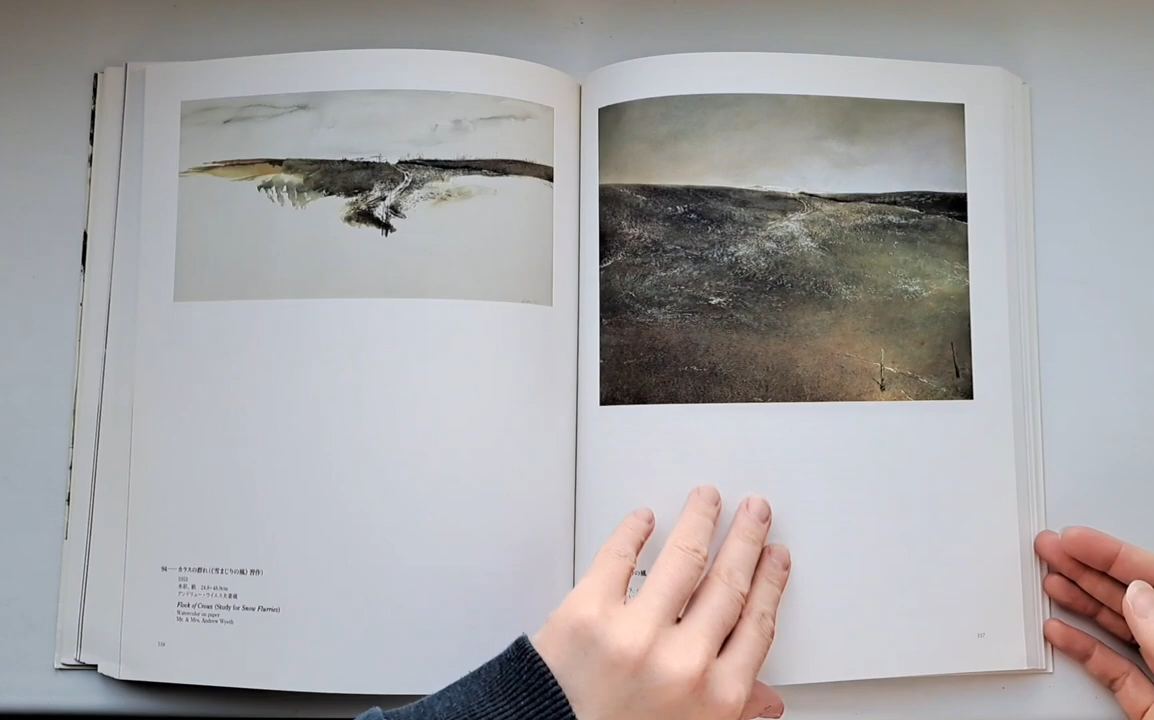 94——カラスの群れ(《雪まじりの風》習作)
1953
水彩、紙 24.8×48.9cm
アンドリュー・ワイエス夫妻蔵
Flock of Crows (Study for Snow Flurries)
Watercolor on paper
Mr. & Mrs. Andrew Wyeth
116
の風》
117